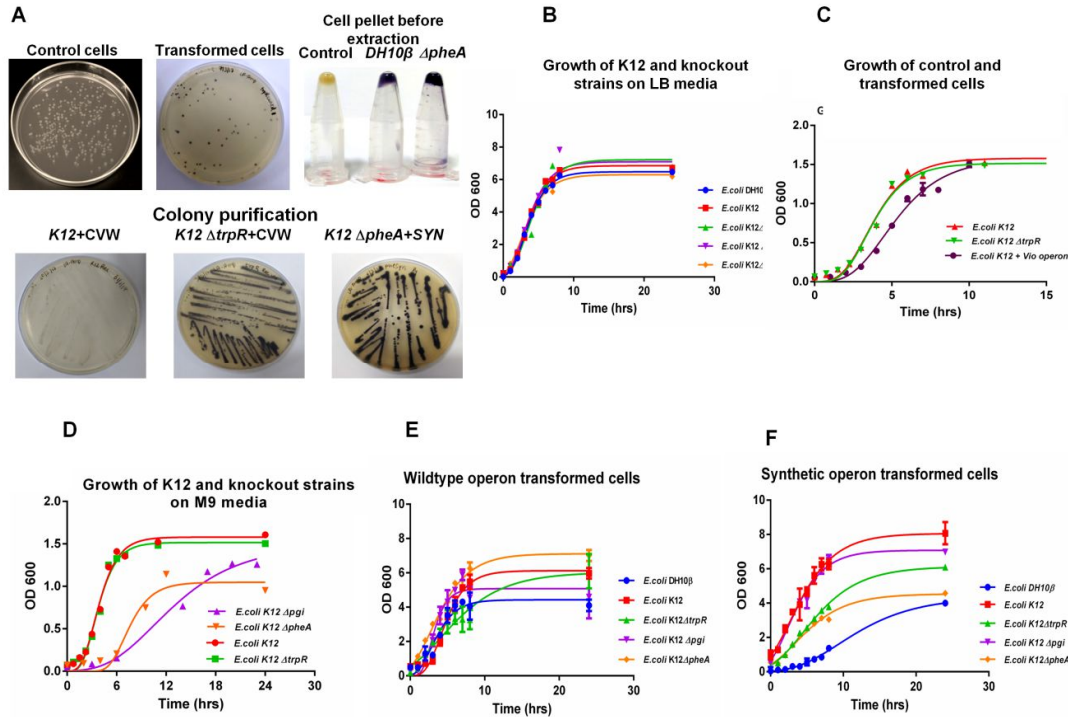 A
Control cells
Transformed cells
Cell pellet before
extraction
Control DH10β ΔpheA
Colony purification
K12+CVW
K12 ΔtrpR+CVW
K12 ΔpheA+SYN
B
Growth of K12 and knockout
strains on LB media
OD 600
8
6
4
2
0
0
10
20
30
Time (hrs)
E.coli DH10
E.coli K12
E.coli K12
E.coli K12
E.coli K12
C
Growth of control and
transformed cells
G
OD 600
2.0
1.5
1.0
0.5
0.0
0
5
10
15
Time (hrs)
E.coli K12
E.coli K12 ΔtrpR
E.coli K12 + Vio operon
D
Growth of K12 and knockout strains
on M9 media
OD 600
2.0
1.5
1.0
0.5
0.0
0
6
12
18
24
30
Time (hrs)
E.coli K12 Δpgi
E.coli K12 ΔpheA
E.coli K12
E.coli K12 ΔtrpR
E
Wildtype operon transformed cells
OD 600
8
6
4
2
0
0
10
20
30
Time (hrs)
E.coli DH10β
E.coli K12
E.coli K12ΔtrpR
E.coli K12 Δpgi
E.coli K12ΔpheA
F
Synthetic operon transformed cells
OD 600
10
8
6
4
2
0
0
10
20
30
Time (hrs)
E.coli DH10β
E.coli K12
E.coli K12ΔtrpR
E.coli K12 Δpgi
E.coli K12ΔpheA